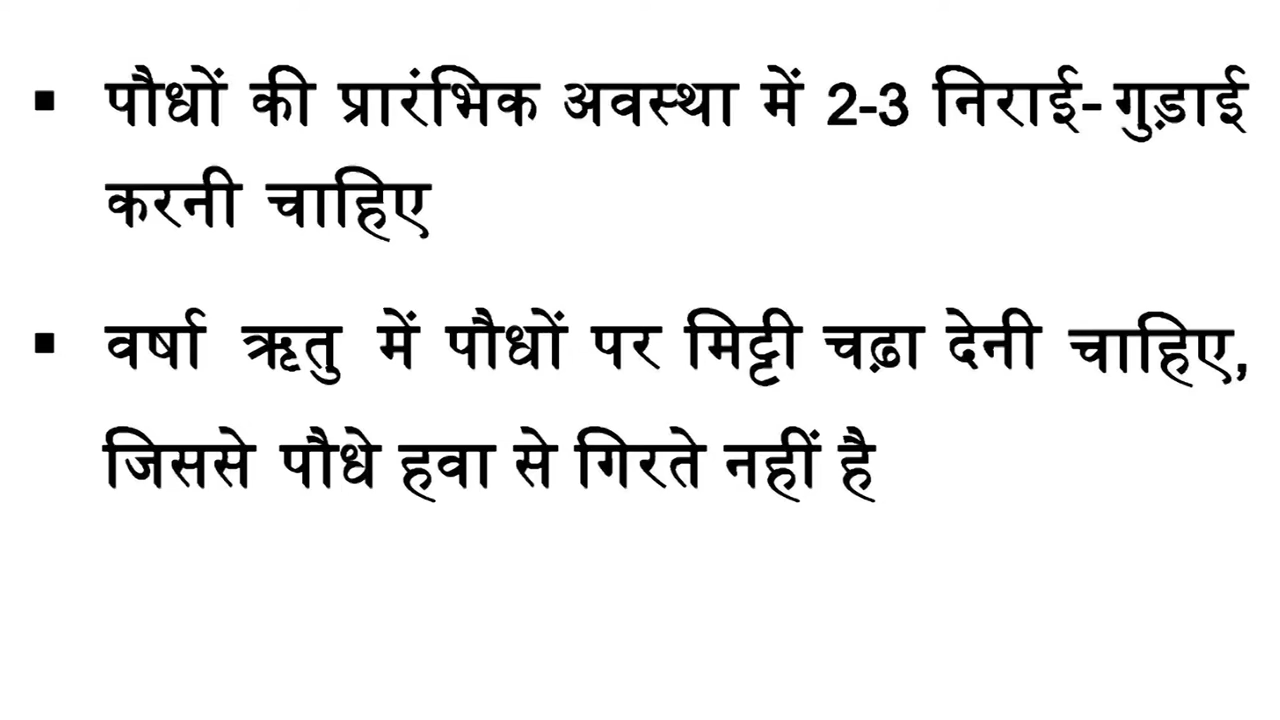 ▪ पौधों की प्रारंभिक अवस्था में 2-3 निराई-गुड़ाई
करनी चाहिए
▪ वर्षा ऋतु में पौधों पर मिट्टी चढ़ा देनी चाहिए,
जिससे पौधे हवा से गिरते नहीं है